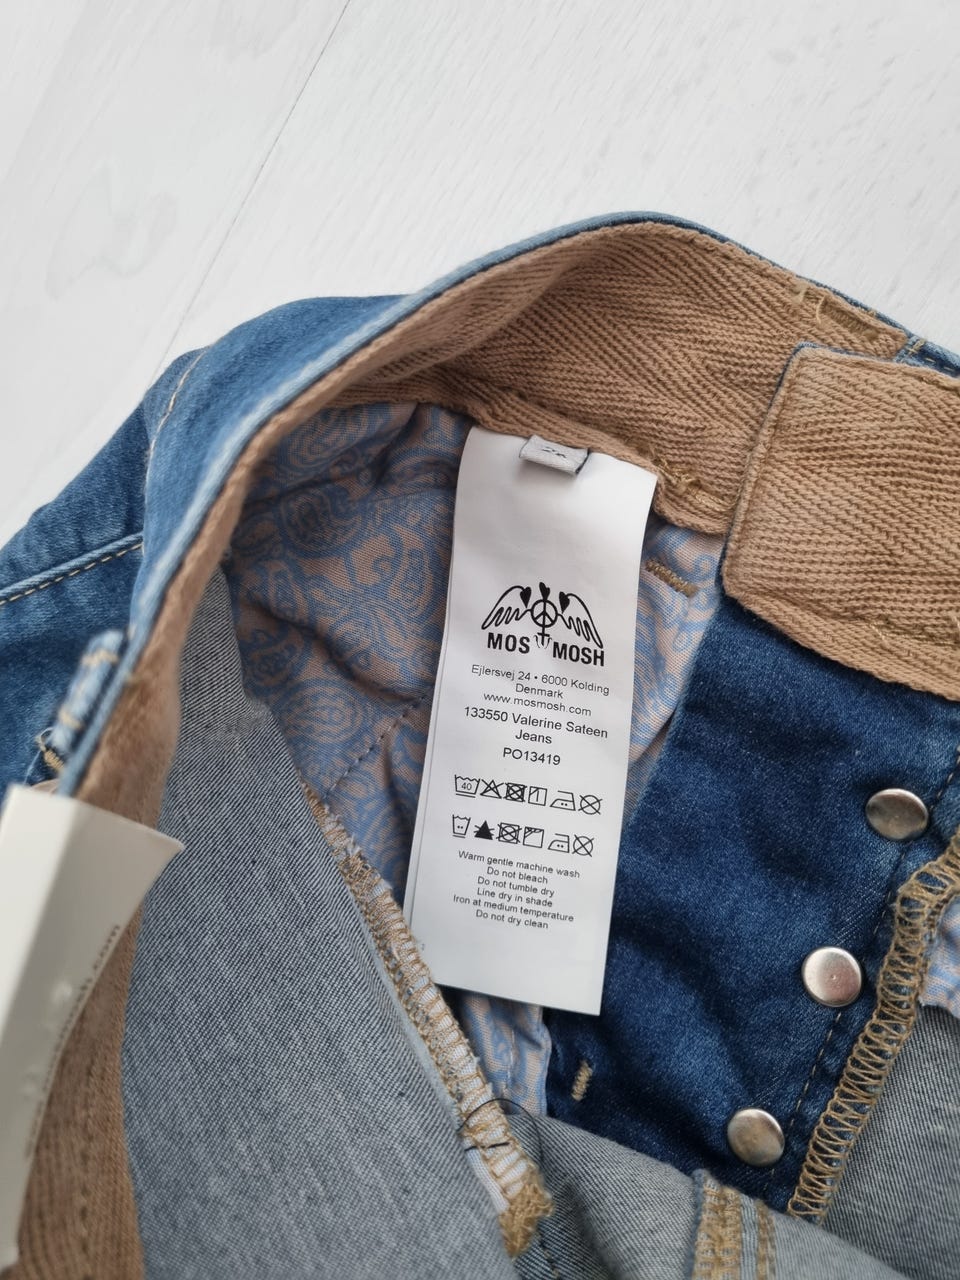 MOS MOSH
Ejlersvej 24 • 6000 Kolding
Denmark
www.mosmosh.com
133550 Valerine Sateen
Jeans
PO13419
40
Warm gentle machine wash
Do not bleach
Do not tumble dry
Line dry in shade
Iron at medium temperature
Do not dry clean